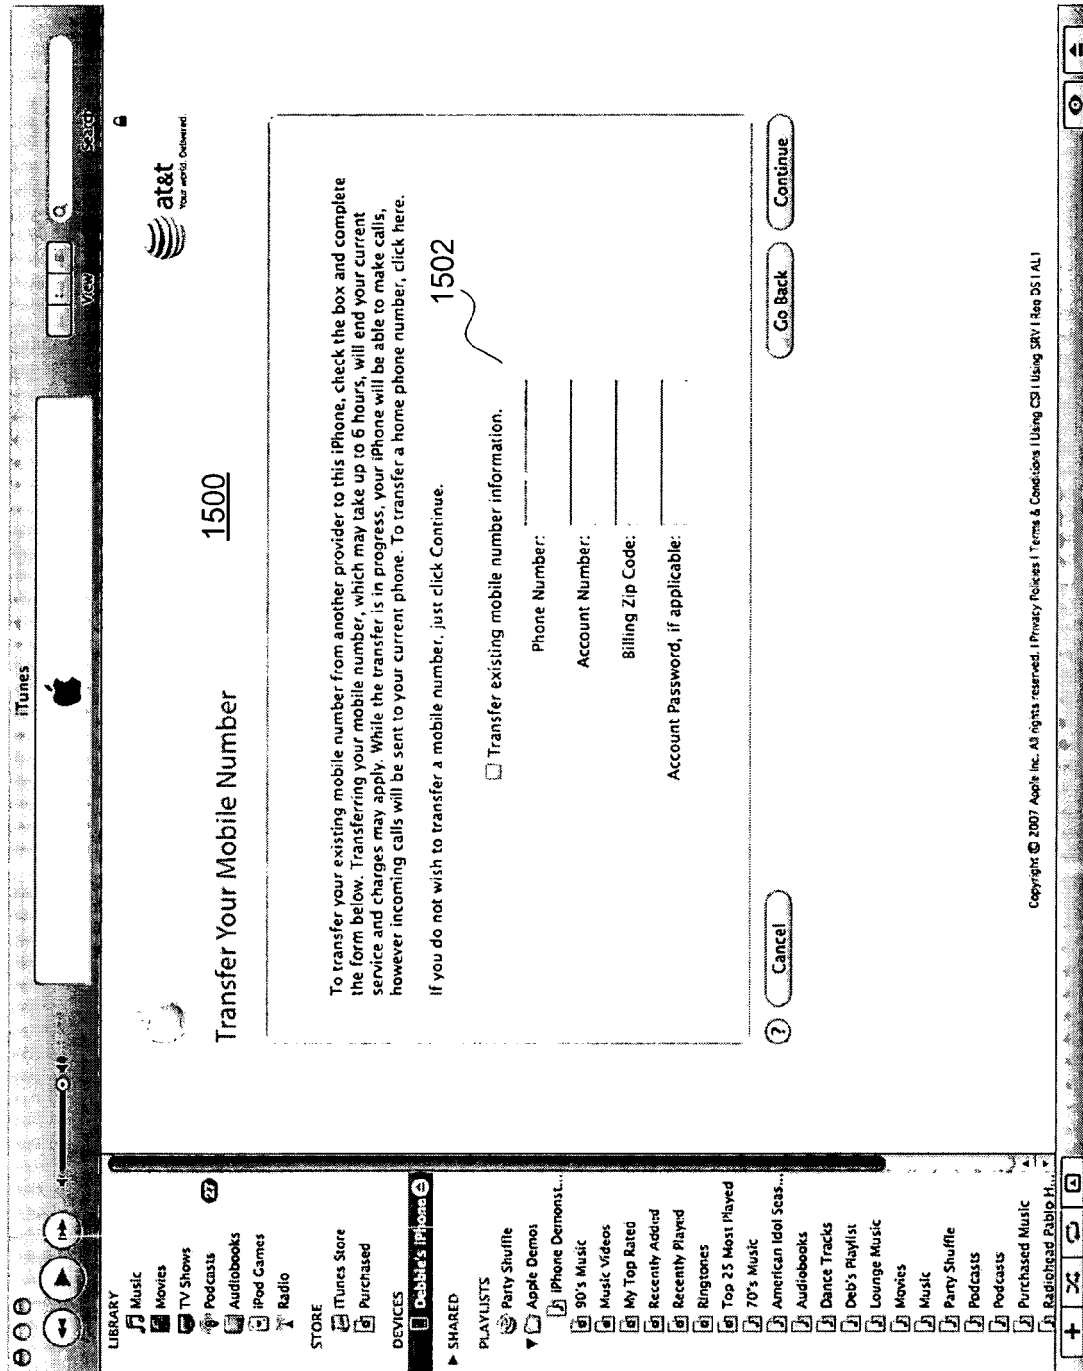 iTunes
View
Search
LIBRARY
Music
Movies
TV Shows
Podcasts
27
Audiobooks
iPod Games
Radio
STORE
iTunes Store
Purchased
DEVICES
Debbie's iPhone
SHARED
PLAYLISTS
Party Shuffle
Apple Demos
iPhone Demonst...
90's Music
Music Videos
My Top Rated
Recently Added
Recently Played
Ringtones
Top 25 Most Played
70's Music
American Idol Seas...
Audiobooks
Dance Tracks
Deb's Playlist
Lounge Music
Movies
Music
Party Shuffle
Podcasts
Podcasts
Purchased Music
Radiohead Pablo H...
at&t
Your world. Delivered.
Transfer Your Mobile Number
1500
To transfer your existing mobile number from another provider to this iPhone, check the box and complete
the form below. Transferring your mobile number, which may take up to 6 hours, will end your current
service and charges may apply. While the transfer is in progress, your iPhone will be able to make calls,
however incoming calls will be sent to your current phone. To transfer a home phone number, click here.
If you do not wish to transfer a mobile number, just click Continue.
1502
Transfer existing mobile number information.
Phone Number:
Account Number:
Billing Zip Code:
Account Password, if applicable:
? Cancel
Go Back
Continue
Copyright © 2007 Apple Inc. All rights reserved. | Privacy Policies | Terms & Conditions | Using CSI | Using SRV | Req DS | AL |